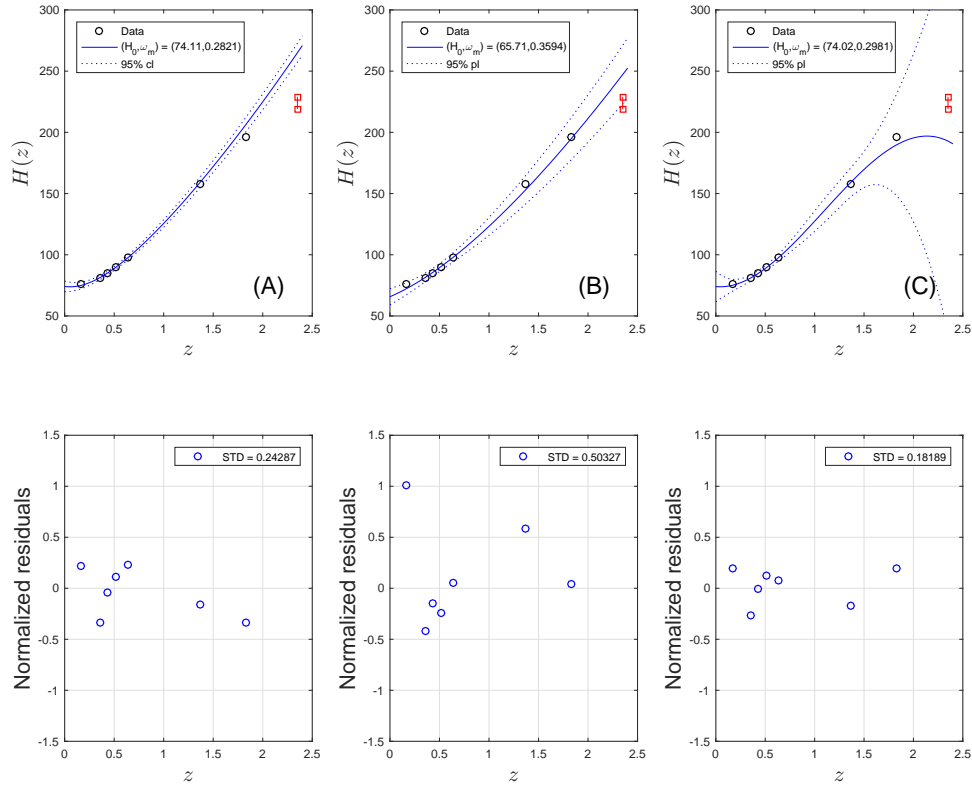 300
250
200
150
100
50
H(z)
0
0.5
1
1.5
2
2.5
z
Data
(H0,ωm) = (74.11,0.2821)
95% cl
(A)
300
250
200
150
100
50
H(z)
0
0.5
1
1.5
2
2.5
z
Data
(H0,ωm) = (65.71,0.3594)
95% pl
(B)
300
250
200
150
100
50
H(z)
0
0.5
1
1.5
2
2.5
z
Data
(H0,ωm) = (74.02,0.2981)
95% pl
(C)
1.5
1
0.5
0
-0.5
-1
-1.5
Normalized residuals
0
0.5
1
1.5
2
2.5
z
STD = 0.24287
1.5
1
0.5
0
-0.5
-1
-1.5
Normalized residuals
0
0.5
1
1.5
2
2.5
z
STD = 0.50327
1.5
1
0.5
0
-0.5
-1
-1.5
Normalized residuals
0
0.5
1
1.5
2
2.5
z
STD = 0.18189